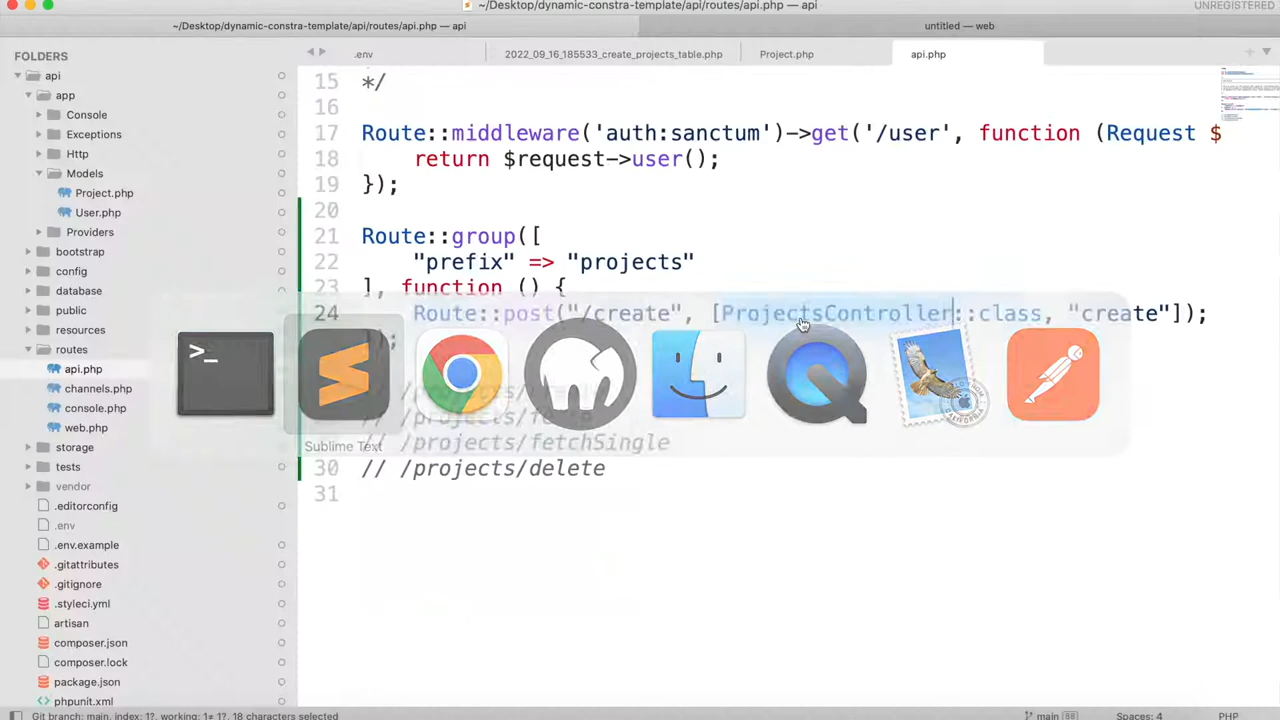 ~/Desktop/dynamic-constra-template/api/routes/api.php — api
UNREGISTERED
~/Desktop/dynamic-constra-template/api/routes/api.php — api
untitled — web
FOLDERS
.env
2022_09_16_185533_create_projects_table.php
Project.php
api.php
api
app
Console
Exceptions
Http
Models
Project.php
User.php
Providers
bootstrap
config
database
public
resources
routes
api.php
channels.php
console.php
web.php
storage
tests
vendor
.editorconfig
.env
.env.example
.gitattributes
.gitignore
.styleci.yml
artisan
composer.json
composer.lock
package.json
phpunit.xml
15 */
16
17 Route::middleware('auth:sanctum')->get('/user', function (Request $
18 return $request->user();
19 });
20
21 Route::group([
22 "prefix" => "projects"
23 ], function () {
24 Route::post("/create", [ProjectsController::class, "create"]);
// /projects/fetchSingle
30 // /projects/delete
31
>_
Sublime Text
Git branch: main, index: 1?, working: 1≠ 1?, 18 characters selected
main 88
Spaces: 4
PHP